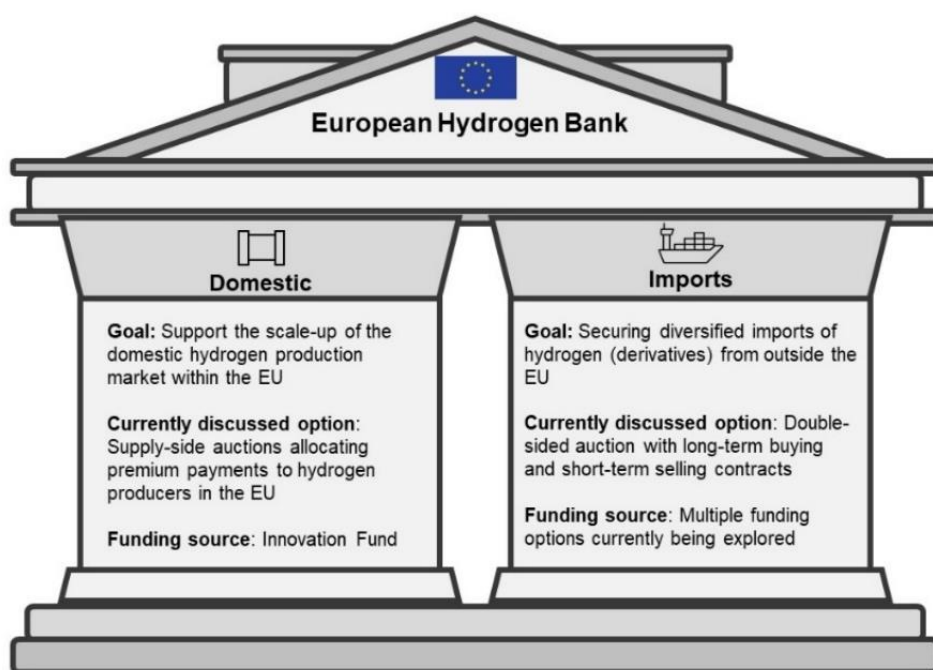 European Hydrogen Bank
Domestic
Goal: Support the scale-up of the
domestic hydrogen production
market within the EU
Currently discussed option:
Supply-side auctions allocating
premium payments to hydrogen
producers in the EU
Funding source: Innovation Fund
Imports
Goal: Securing diversified imports of
hydrogen (derivatives) from outside the
EU
Currently discussed option: Double-
sided auction with long-term buying
and short-term selling contracts
Funding source: Multiple funding
options currently being explored